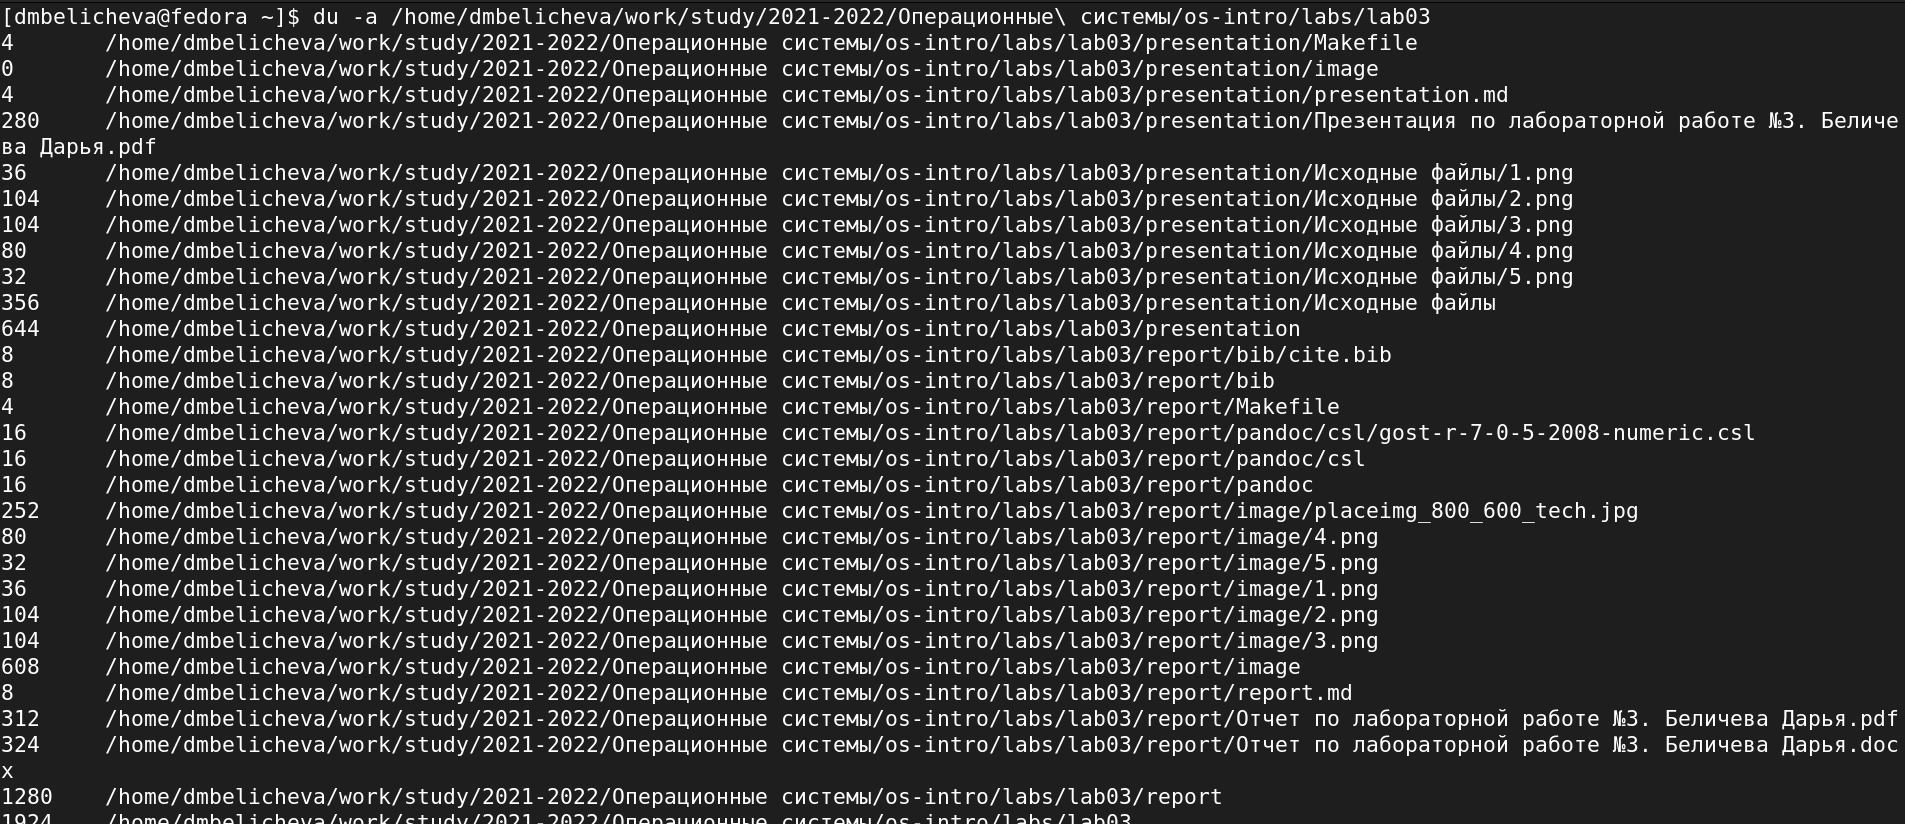 [dmbelicheva@fedora ~]$ du -a /home/dmbelicheva/work/study/2021-2022/Операционные\ системы/os-intro/labs/lab03
4       /home/dmbelicheva/work/study/2021-2022/Операционные системы/os-intro/labs/lab03/presentation/Makefile
0       /home/dmbelicheva/work/study/2021-2022/Операционные системы/os-intro/labs/lab03/presentation/image
4       /home/dmbelicheva/work/study/2021-2022/Операционные системы/os-intro/labs/lab03/presentation/presentation.md
280     /home/dmbelicheva/work/study/2021-2022/Операционные системы/os-intro/labs/lab03/presentation/Презентация по лабораторной работе №3. Беличе
ва Дарья.pdf
36      /home/dmbelicheva/work/study/2021-2022/Операционные системы/os-intro/labs/lab03/presentation/Исходные файлы/1.png
104     /home/dmbelicheva/work/study/2021-2022/Операционные системы/os-intro/labs/lab03/presentation/Исходные файлы/2.png
104     /home/dmbelicheva/work/study/2021-2022/Операционные системы/os-intro/labs/lab03/presentation/Исходные файлы/3.png
80      /home/dmbelicheva/work/study/2021-2022/Операционные системы/os-intro/labs/lab03/presentation/Исходные файлы/4.png
32      /home/dmbelicheva/work/study/2021-2022/Операционные системы/os-intro/labs/lab03/presentation/Исходные файлы/5.png
356     /home/dmbelicheva/work/study/2021-2022/Операционные системы/os-intro/labs/lab03/presentation/Исходные файлы
644     /home/dmbelicheva/work/study/2021-2022/Операционные системы/os-intro/labs/lab03/presentation
8       /home/dmbelicheva/work/study/2021-2022/Операционные системы/os-intro/labs/lab03/report/bib/cite.bib
8       /home/dmbelicheva/work/study/2021-2022/Операционные системы/os-intro/labs/lab03/report/bib
4       /home/dmbelicheva/work/study/2021-2022/Операционные системы/os-intro/labs/lab03/report/Makefile
16      /home/dmbelicheva/work/study/2021-2022/Операционные системы/os-intro/labs/lab03/report/pandoc/csl/gost-r-7-0-5-2008-numeric.csl
16      /home/dmbelicheva/work/study/2021-2022/Операционные системы/os-intro/labs/lab03/report/pandoc/csl
16      /home/dmbelicheva/work/study/2021-2022/Операционные системы/os-intro/labs/lab03/report/pandoc
252     /home/dmbelicheva/work/study/2021-2022/Операционные системы/os-intro/labs/lab03/report/image/placeimg_800_600_tech.jpg
80      /home/dmbelicheva/work/study/2021-2022/Операционные системы/os-intro/labs/lab03/report/image/4.png
32      /home/dmbelicheva/work/study/2021-2022/Операционные системы/os-intro/labs/lab03/report/image/5.png
36      /home/dmbelicheva/work/study/2021-2022/Операционные системы/os-intro/labs/lab03/report/image/1.png
104     /home/dmbelicheva/work/study/2021-2022/Операционные системы/os-intro/labs/lab03/report/image/2.png
104     /home/dmbelicheva/work/study/2021-2022/Операционные системы/os-intro/labs/lab03/report/image/3.png
608     /home/dmbelicheva/work/study/2021-2022/Операционные системы/os-intro/labs/lab03/report/image
8       /home/dmbelicheva/work/study/2021-2022/Операционные системы/os-intro/labs/lab03/report/report.md
312     /home/dmbelicheva/work/study/2021-2022/Операционные системы/os-intro/labs/lab03/report/Отчет по лабораторной работе №3. Беличева Дарья.pdf
324     /home/dmbelicheva/work/study/2021-2022/Операционные системы/os-intro/labs/lab03/report/Отчет по лабораторной работе №3. Беличева Дарья.doc
x
1280    /home/dmbelicheva/work/study/2021-2022/Операционные системы/os-intro/labs/lab03/report
1924    /home/dmbelicheva/work/study/2021-2022/Операционные системы/os-intro/labs/lab03